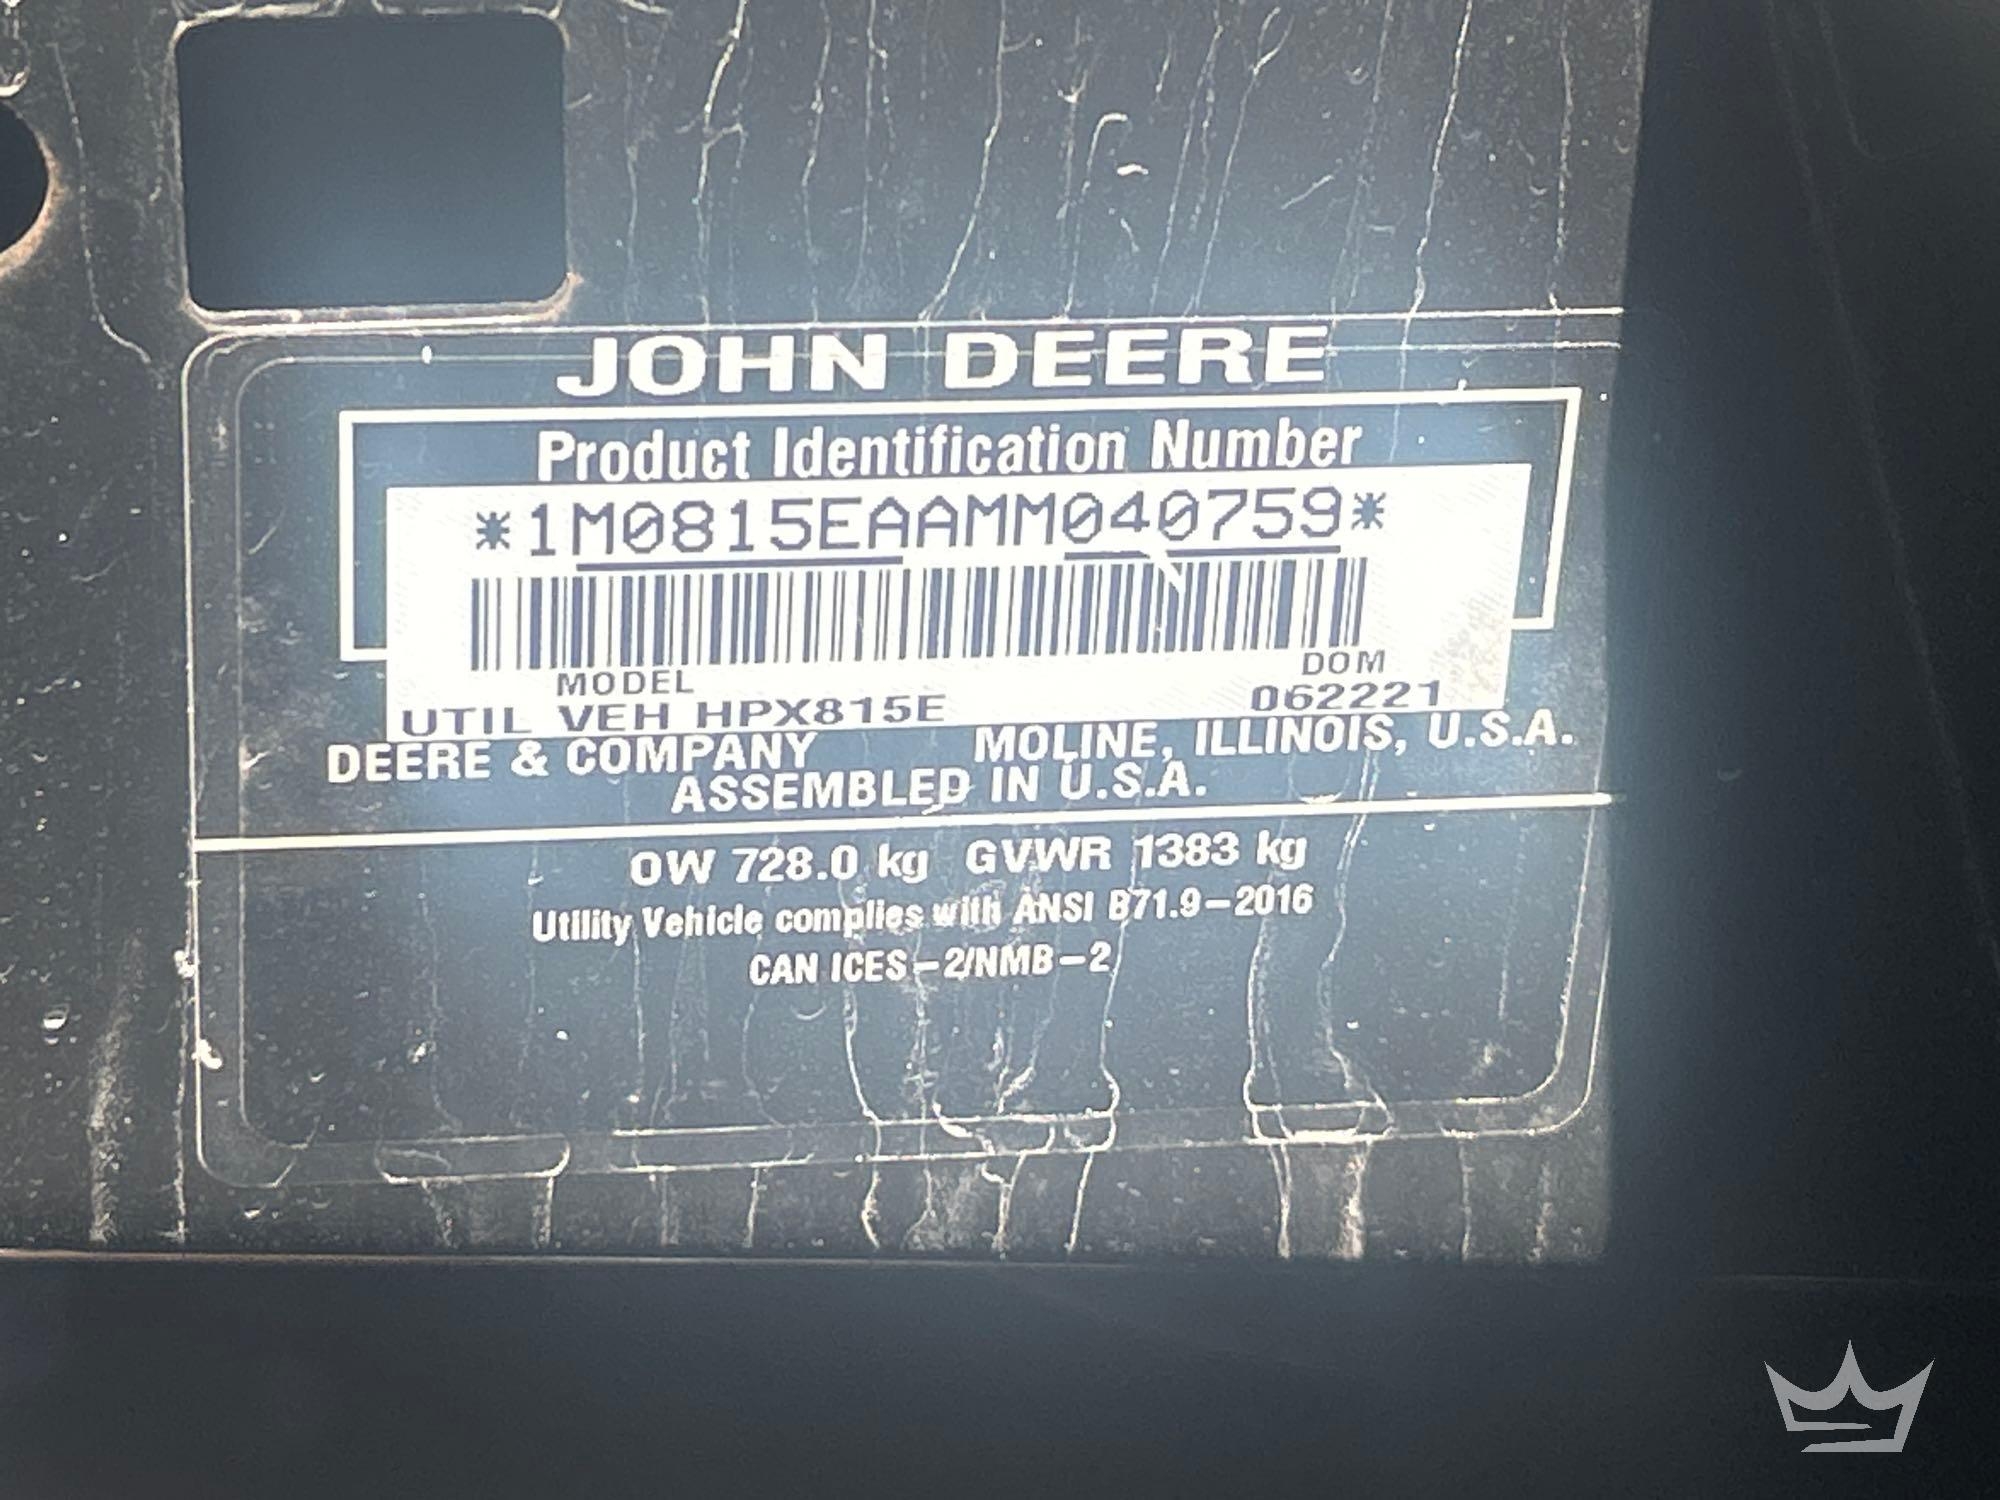 JOHN DEERE
Product Identification Number
*1M0815EAAMM040759*
MODEL DOM
UTIL VEH HPX815E 062221
DEERE & COMPANY MOLINE, ILLINOIS, U.S.A.
ASSEMBLED IN U.S.A.
OW 728.0 kg GVWR 1383 kg
Utility Vehicle complies with ANSI B71.9-2016
CAN ICES-2/NMB-2